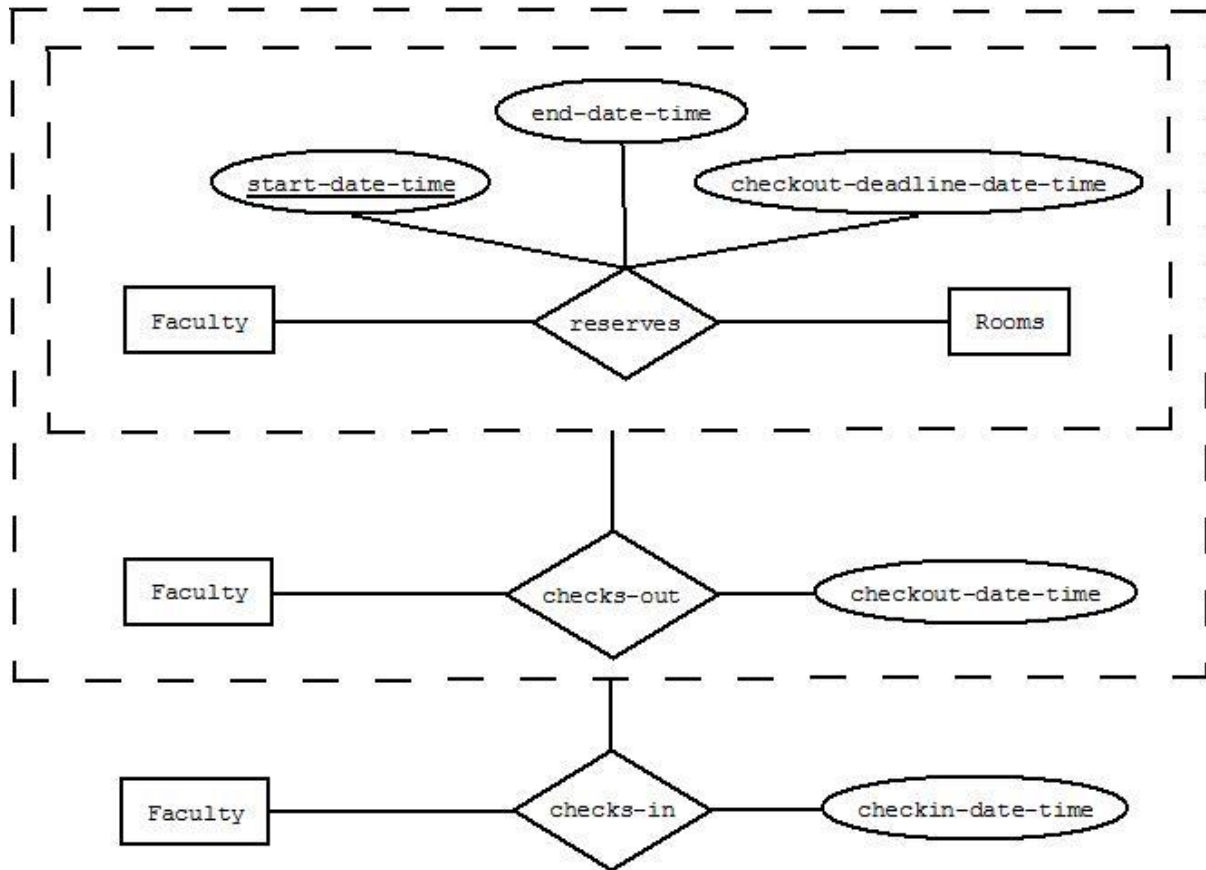 end-date-time
start-date-time
checkout-deadline-date-time
Faculty
reserves
Rooms
Faculty
checks-out
checkout-date-time
Faculty
checks-in
checkin-date-time